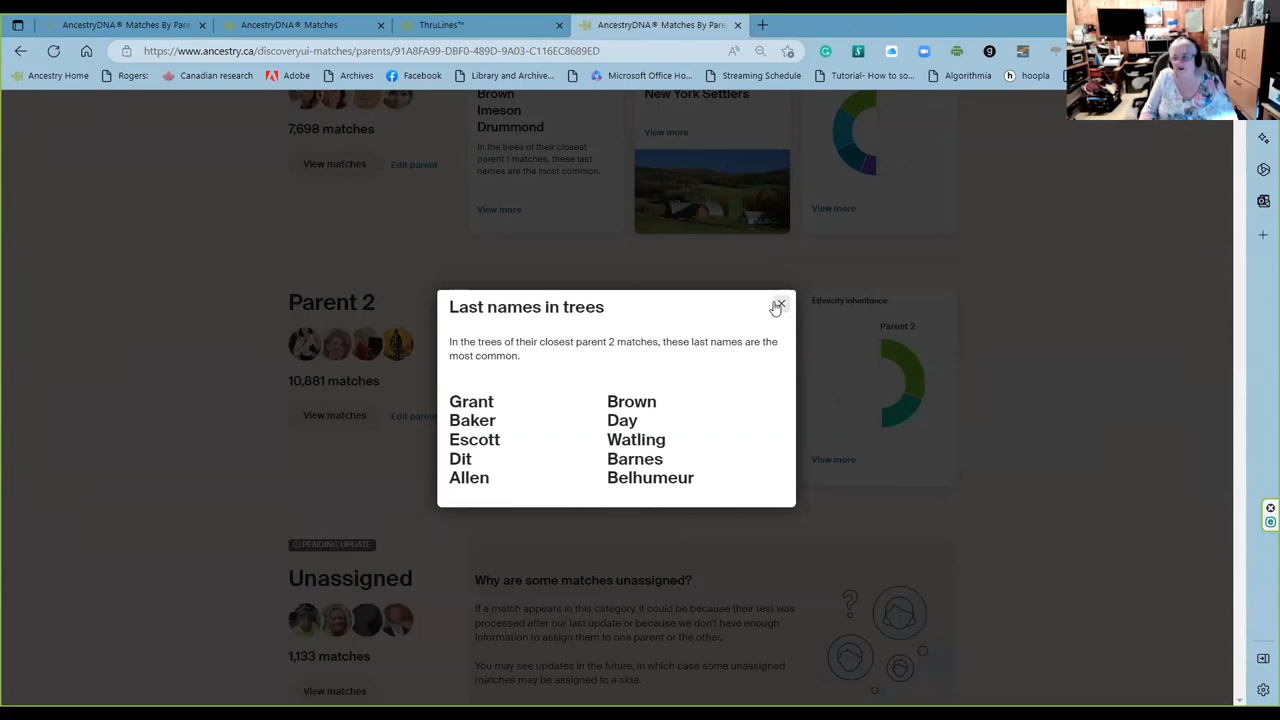 AncestryDNA® Matches By Pare
AncestryDNA® Matches
ThruLines™
AncestryDNA® Matches By Pare
https://www.ancestry.ca/discoveryui-matches/parents/91A8FA99-DBF0-489D-9A03-C116EC8689ED
Ancestry Home
Rogers:
Canadian research
Adobe
Archives
Facebook
Library and Archive...
Microsoft Office Ho...
Streaming Schedule
Tutorial- How to so...
Algorithmia
hoopla
7,698 matches
View matches
Edit parent
Brown
Imeson
Drummond
In the trees of their closest
parent 1 matches, these last
names are the most common.
View more
New York Settlers
View more
View more
Parent 2
10,881 matches
View matches
Edit parent
Last names in trees
In the trees of their closest parent 2 matches, these last names are the
most common.
Grant
Baker
Escott
Dit
Allen
Brown
Day
Watling
Barnes
Belhumeur
Ethnicity inheritance
Parent 2
View more
PENDING UPDATE
Unassigned
1,133 matches
View matches
Why are some matches unassigned?
If a match appears in this category, it could be because their test was
processed after our last update or because we don't have enough
information to assign them to one parent or the other.
You may see updates in the future, in which case some unassigned
matches may be assigned to a side.